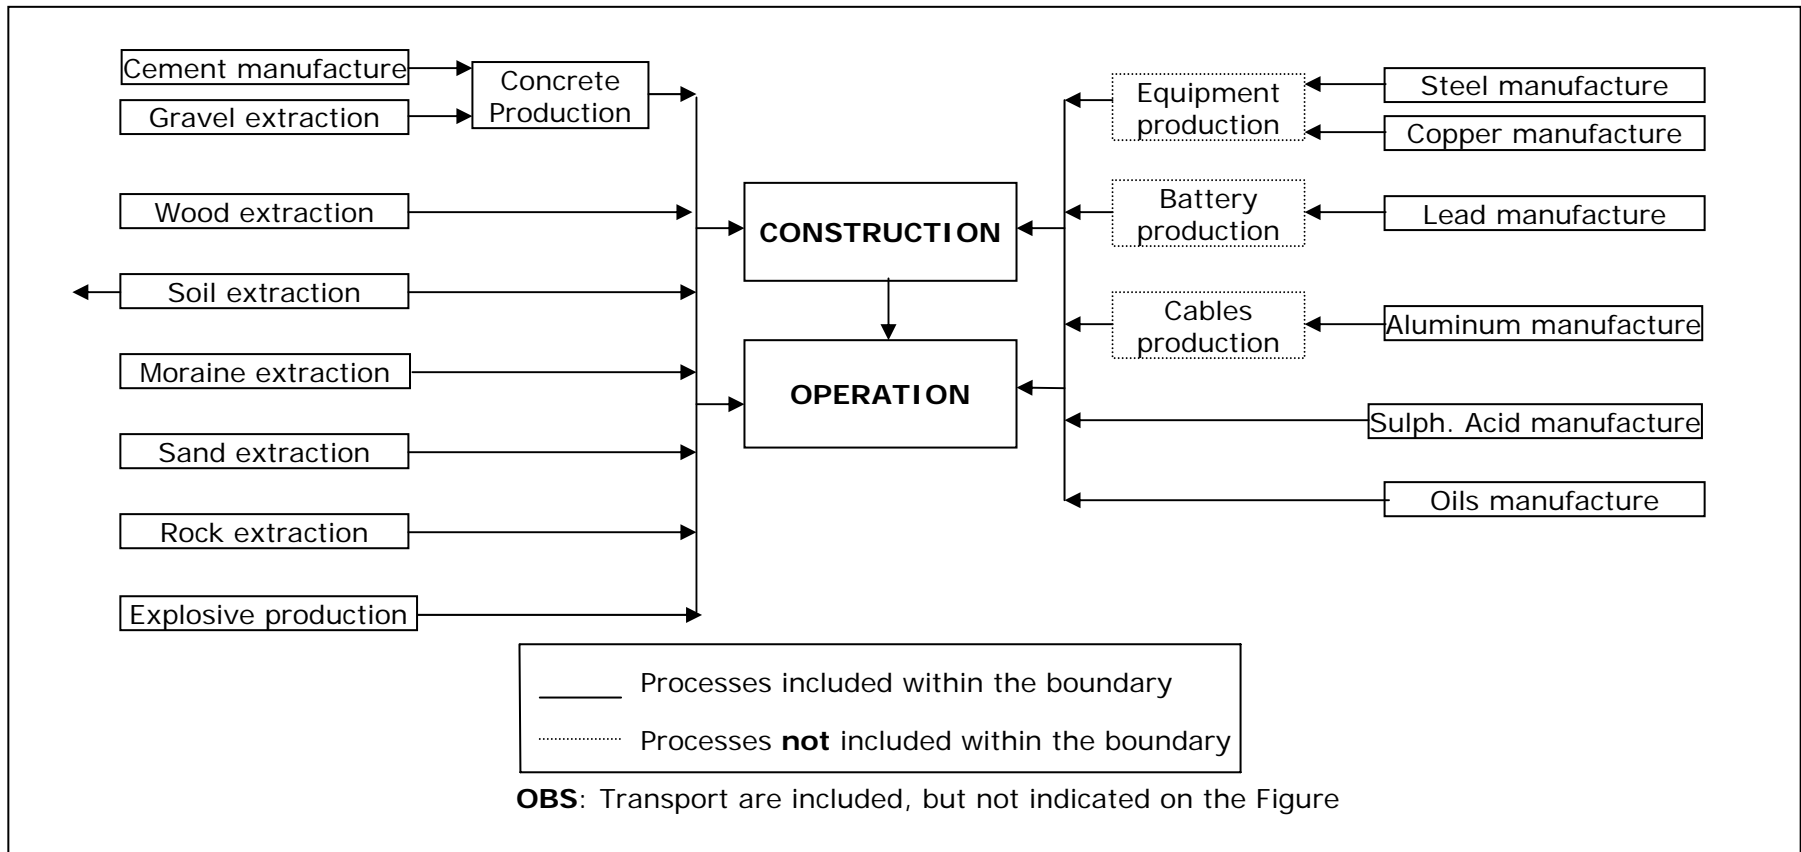 Cement manufacture
Gravel extraction
Concrete
Production
Wood extraction
Soil extraction
Moraine extraction
Sand extraction
Rock extraction
Explosive production
CONSTRUCTION
OPERATION
Equipment
production
Battery
production
Cables
production
Steel manufacture
Copper manufacture
Lead manufacture
Aluminum manufacture
Sulph. Acid manufacture
Oils manufacture
Processes included within the boundary
Processes not included within the boundary
OBS: Transport are included, but not indicated on the Figure